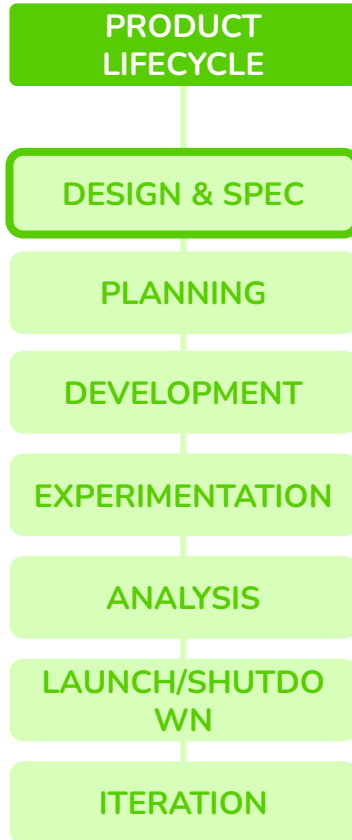 PRODUCT
LIFECYCLE
DESIGN & SPEC
PLANNING
DEVELOPMENT
EXPERIMENTATION
ANALYSIS
LAUNCH/SHUTDO
WN
ITERATION